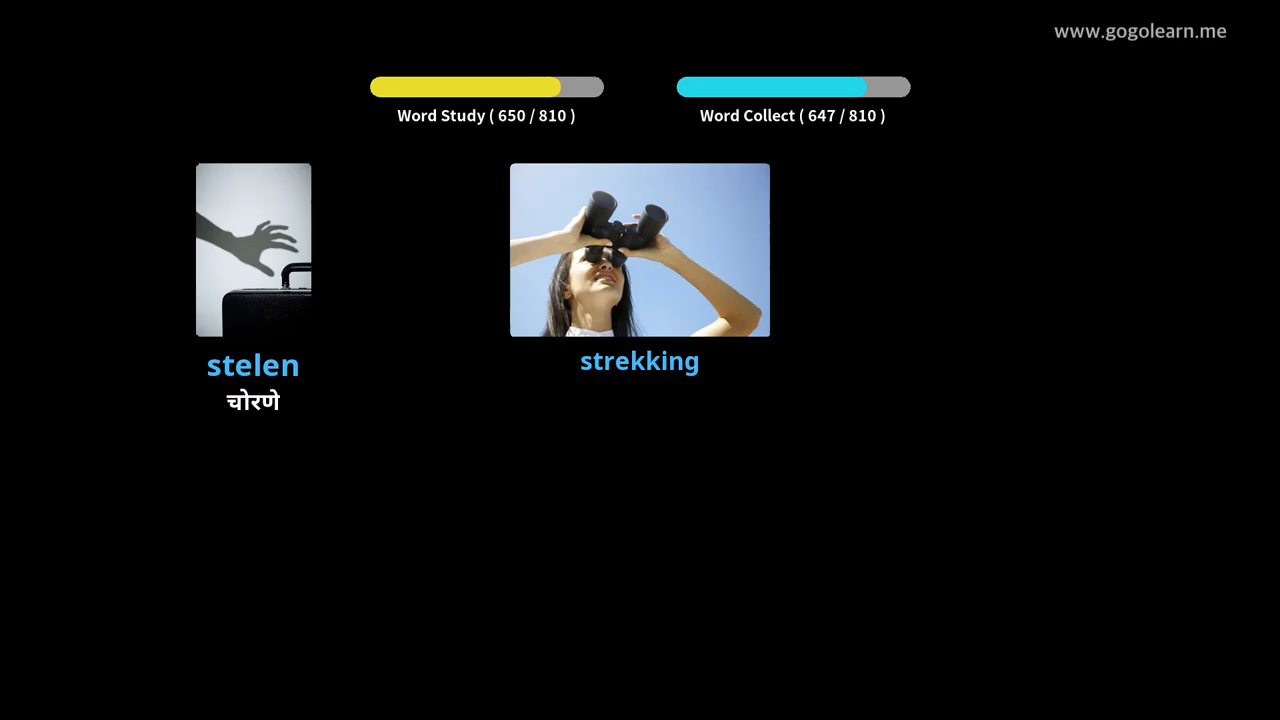 www.gogolearn.me
Word Study ( 650 / 810 )
Word Collect ( 647 / 810 )
stelen
strekking
चोरणे